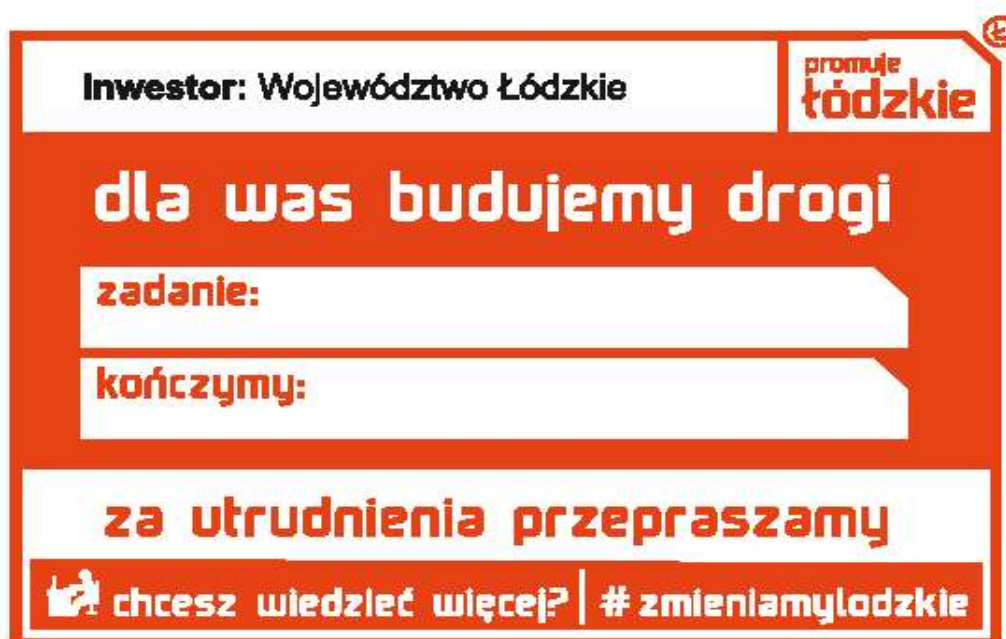 Inwestor: Województwo Łódzkie
promuje
łódzkie
dla was budujemy drogi
zadanie:
kończymy:
za utrudnienia przepraszamy
chcesz wiedzieć więcej? #zmieniamylodzkie